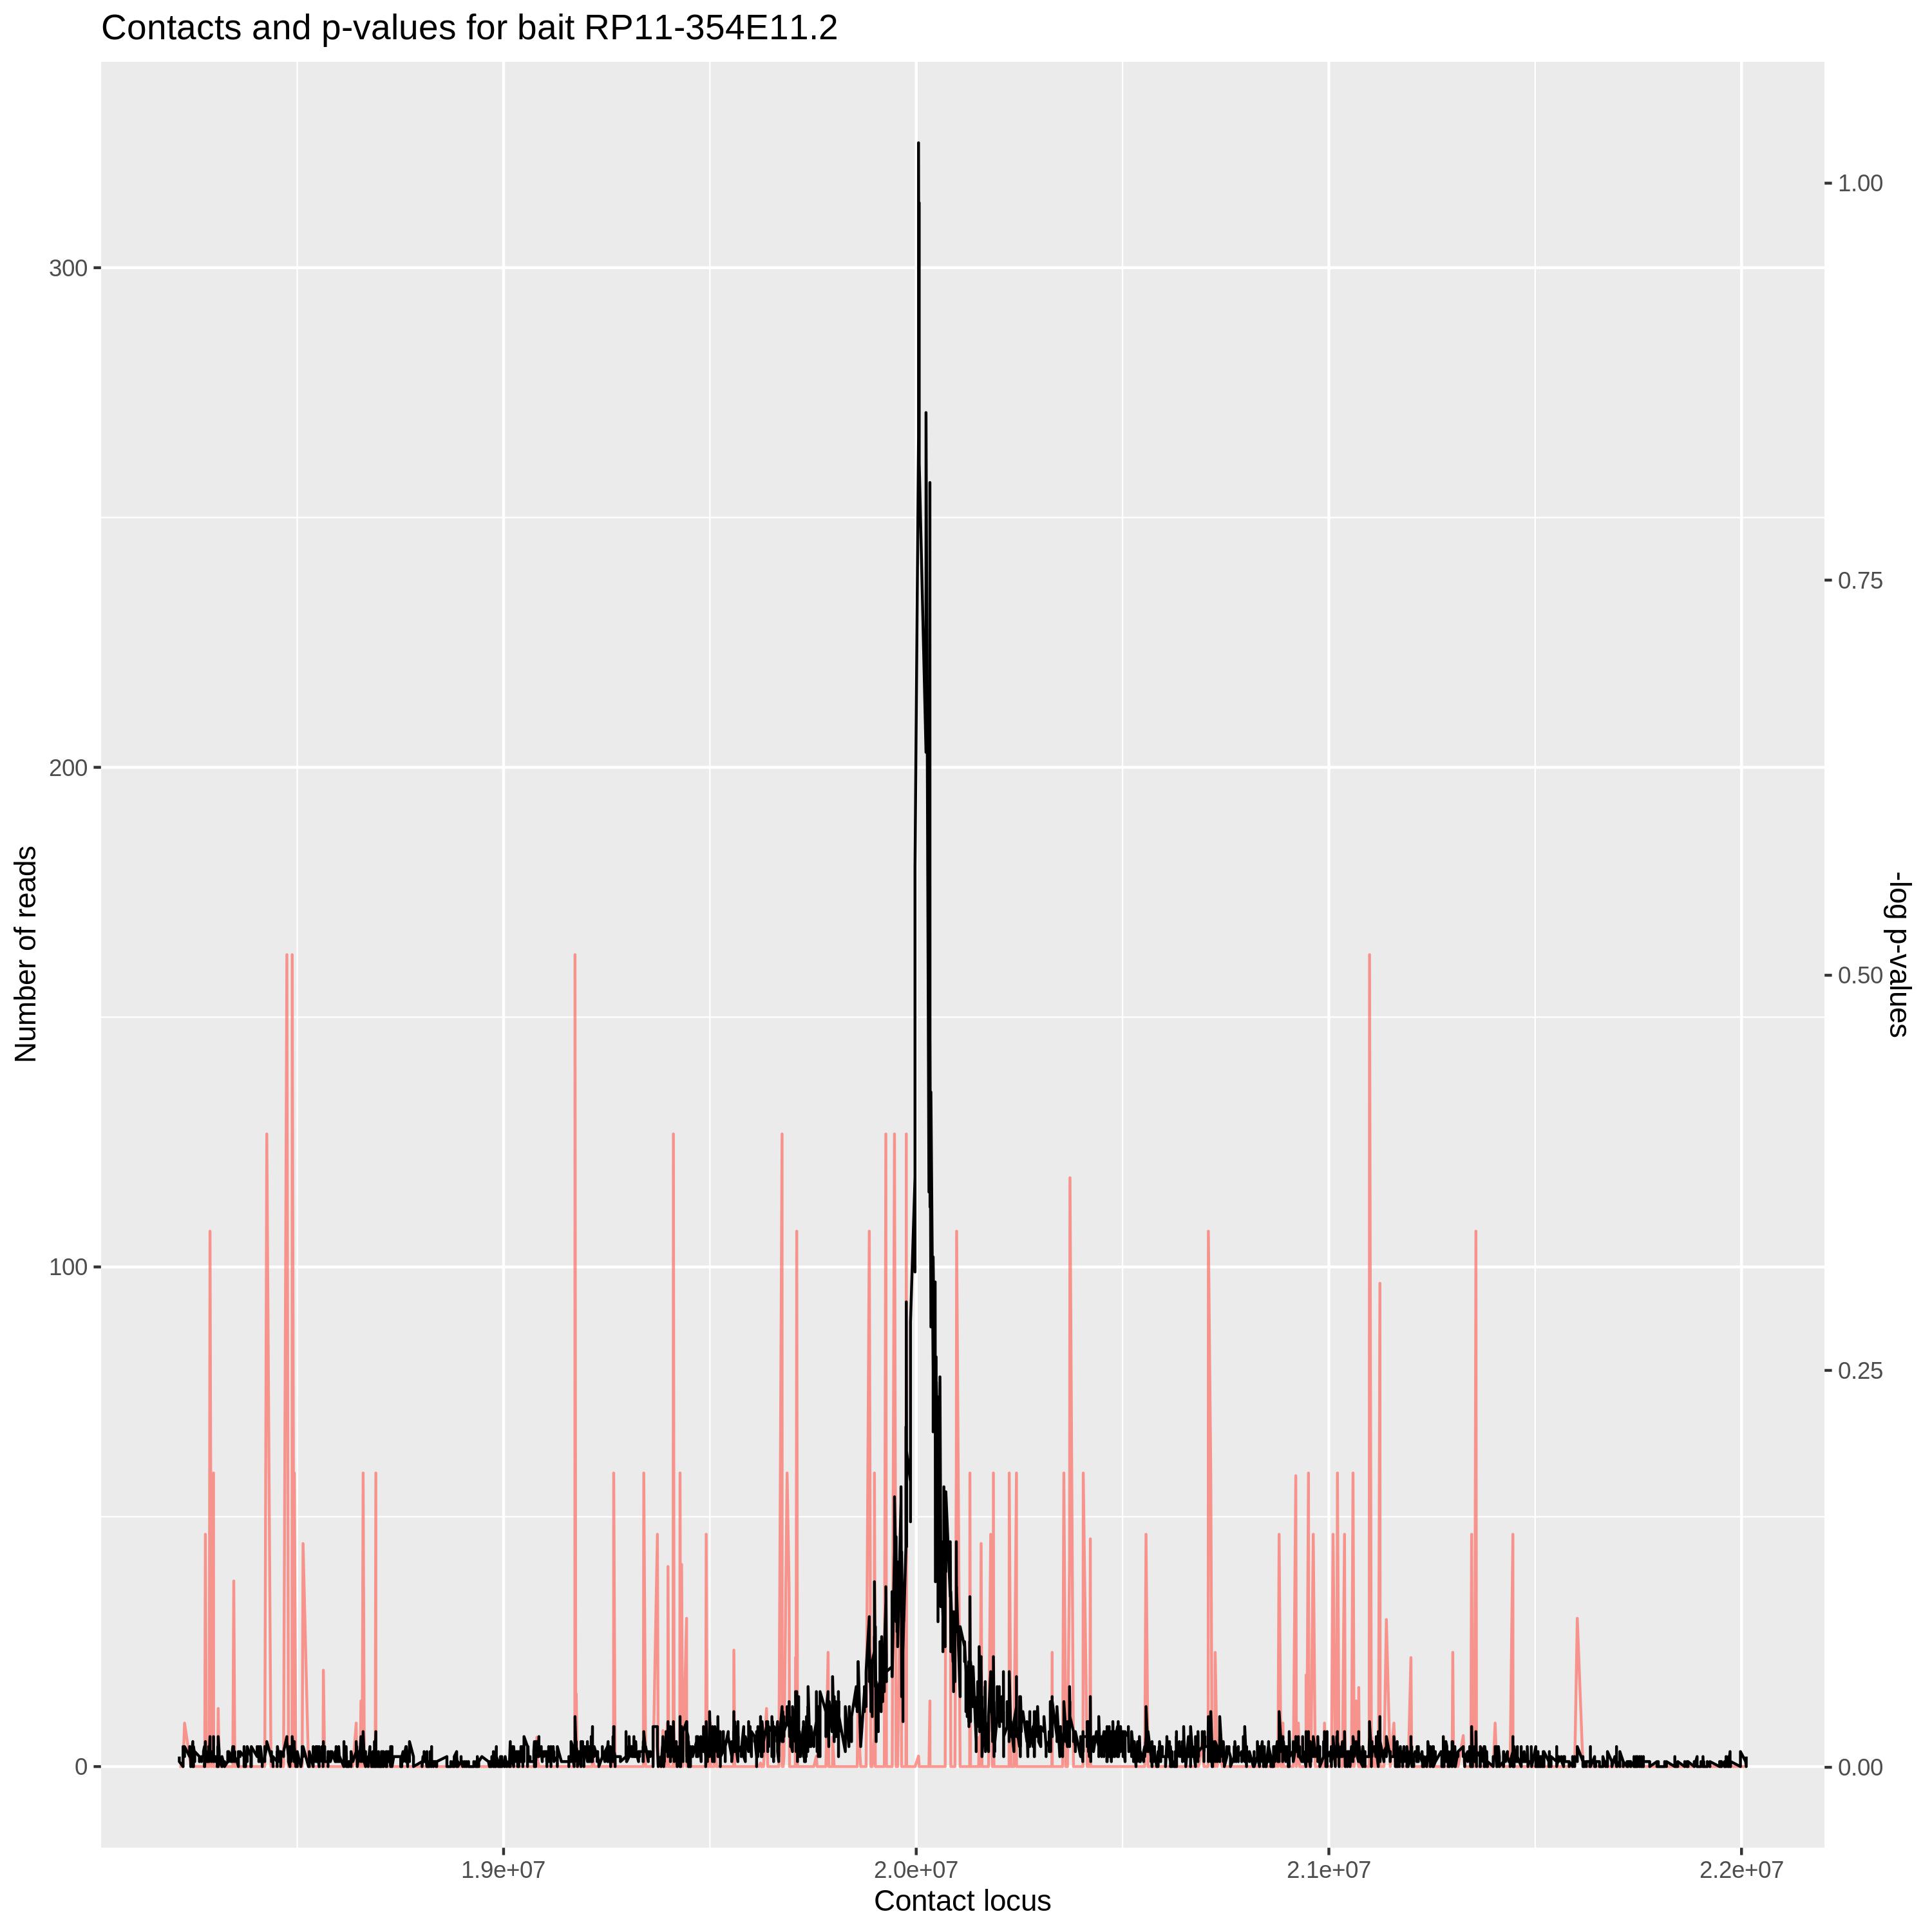 Contacts and p-values for bait RP11-354E11.2
Number of reads
300
200
100
0
1.00
0.75
0.50
0.25
0.00
-log p-values
1.9e+07
2.0e+07
2.1e+07
2.2e+07
Contact locus